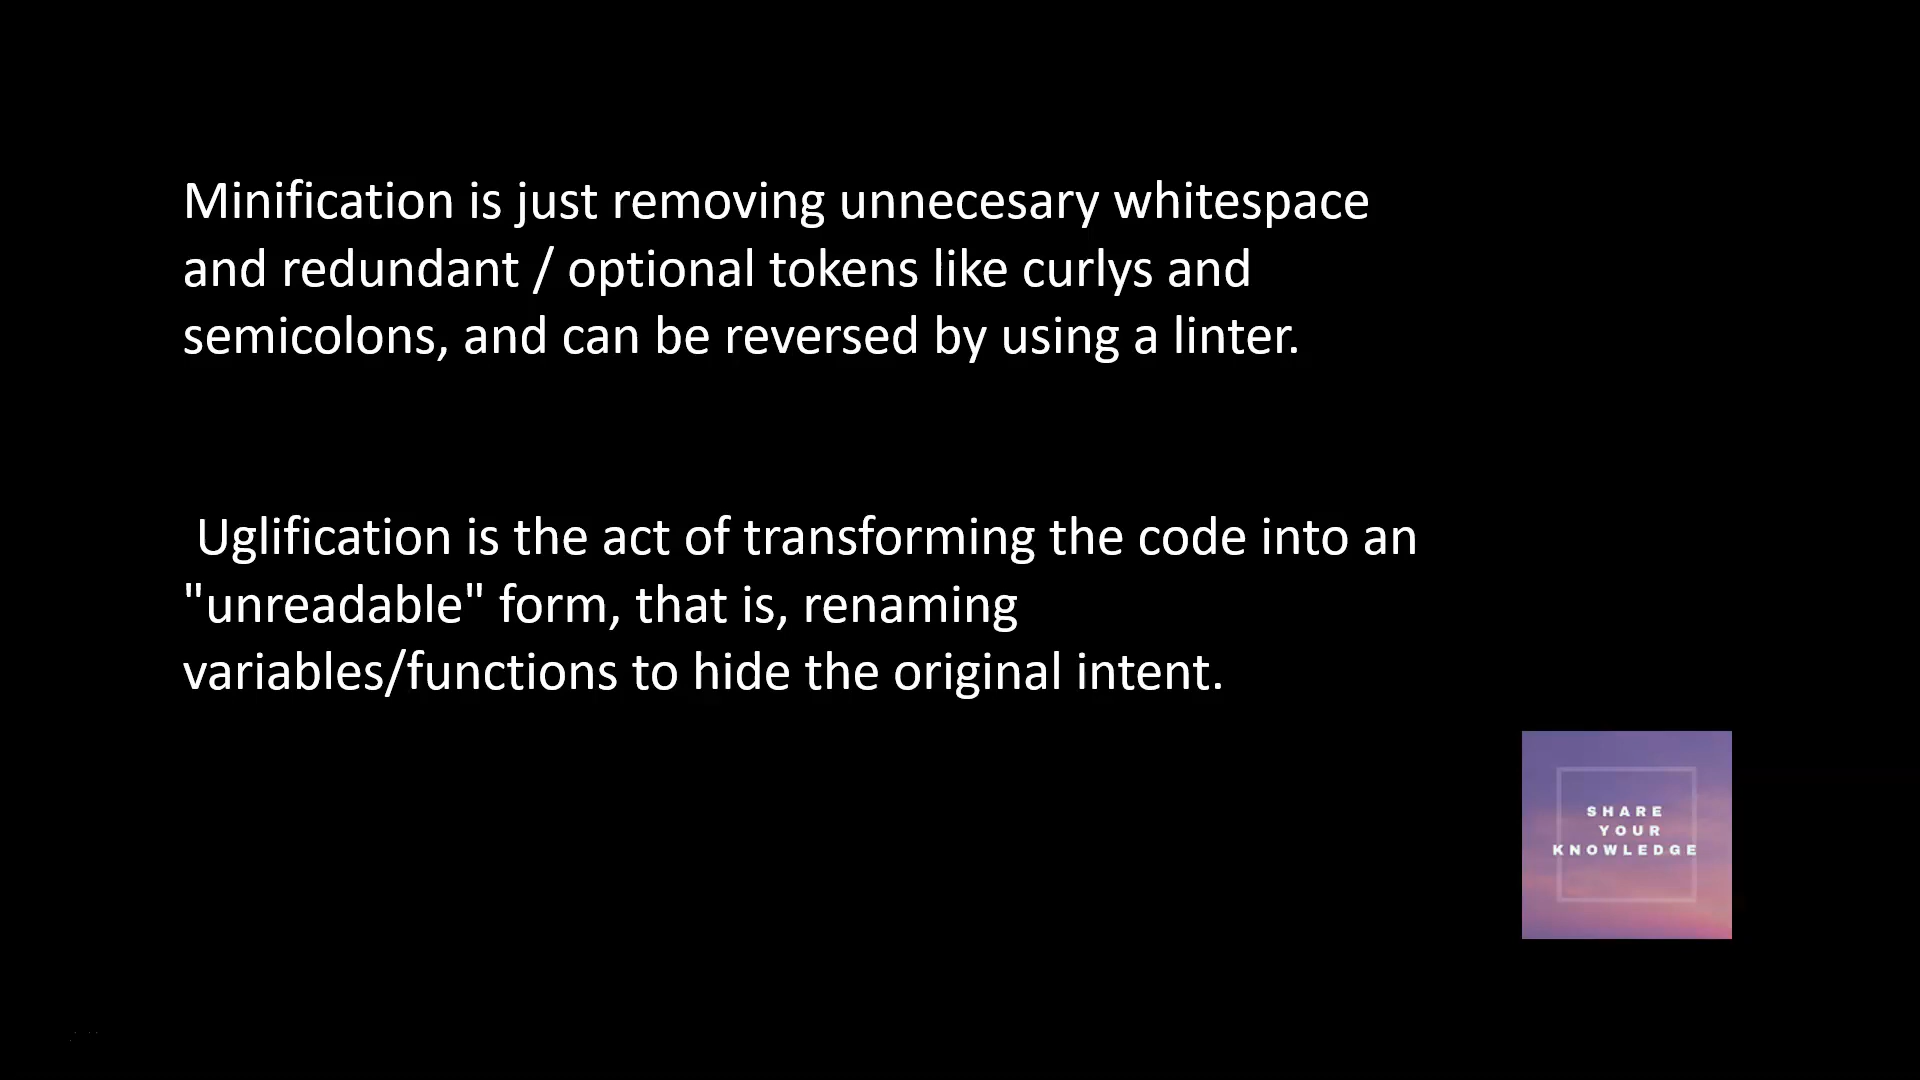 Minification is just removing unnecesary whitespace
and redundant / optional tokens like curlys and
semicolons, and can be reversed by using a linter.
Uglification is the act of transforming the code into an
"unreadable" form, that is, renaming
variables/functions to hide the original intent.
SHARE
YOUR
KNOWLEDGE